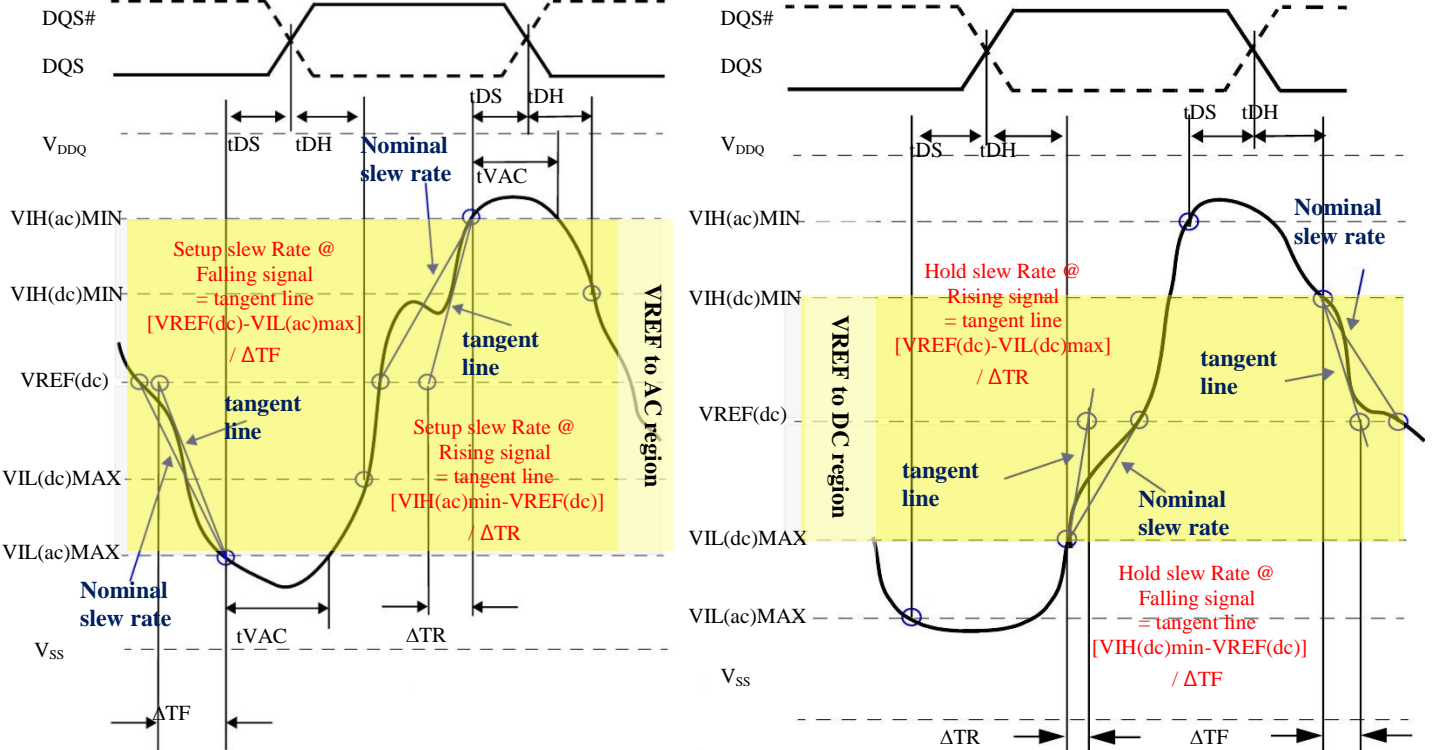 DQS#
DQS
tDS
tDH
tDS
tDH
V_DDQ
Nominal
slew rate
tVAC
VIH(ac)MIN
Setup slew Rate @
Falling signal
= tangent line
[VREF(dc)-VIL(ac)max]
/ ΔTF
VIH(dc)MIN
tangent
line
VREF(dc)
tangent
line
Setup slew Rate @
Rising signal
= tangent line
[VIH(ac)min-VREF(dc)]
/ ΔTR
VREF to AC region
VIL(dc)MAX
VIL(ac)MAX
Nominal
slew rate
tVAC
ΔTR
V_SS
ΔTF
DQS#
DQS
tDS
tDH
tDS
tDH
V_DDQ
VIH(ac)MIN
Nominal
slew rate
Hold slew Rate @
Rising signal
= tangent line
[VREF(dc)-VIL(dc)max]
/ ΔTR
VIH(dc)MIN
VREF to DC region
tangent
line
VREF(dc)
tangent
line
Nominal
slew rate
VIL(dc)MAX
Hold slew Rate @
Falling signal
= tangent line
[VIH(dc)min-VREF(dc)]
/ ΔTF
VIL(ac)MAX
V_SS
ΔTR
ΔTF